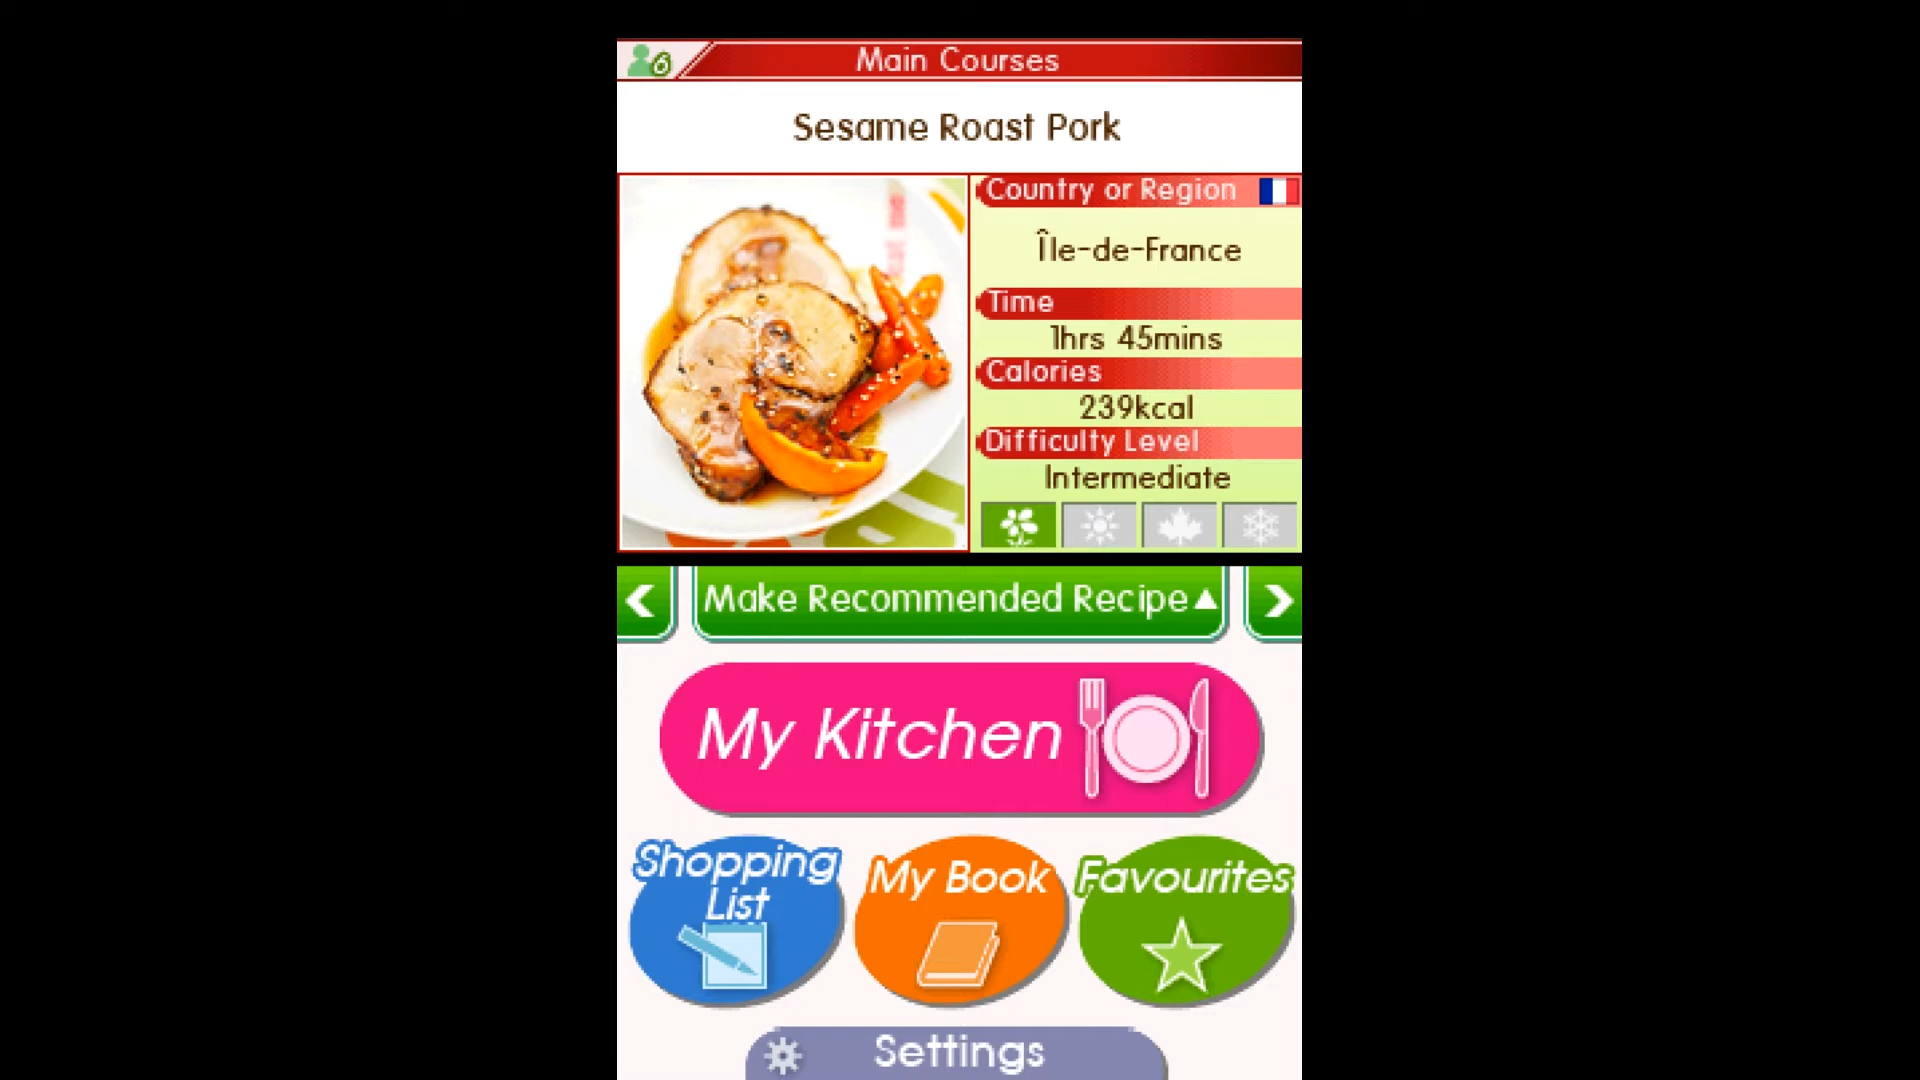 6
Main Courses
Sesame Roast Pork
Country or Region
Île-de-France
Time
1hrs 45mins
Calories
239kcal
Difficulty Level
Intermediate
Make Recommended Recipe
My Kitchen
Shopping
List
My Book
Favourites
Settings